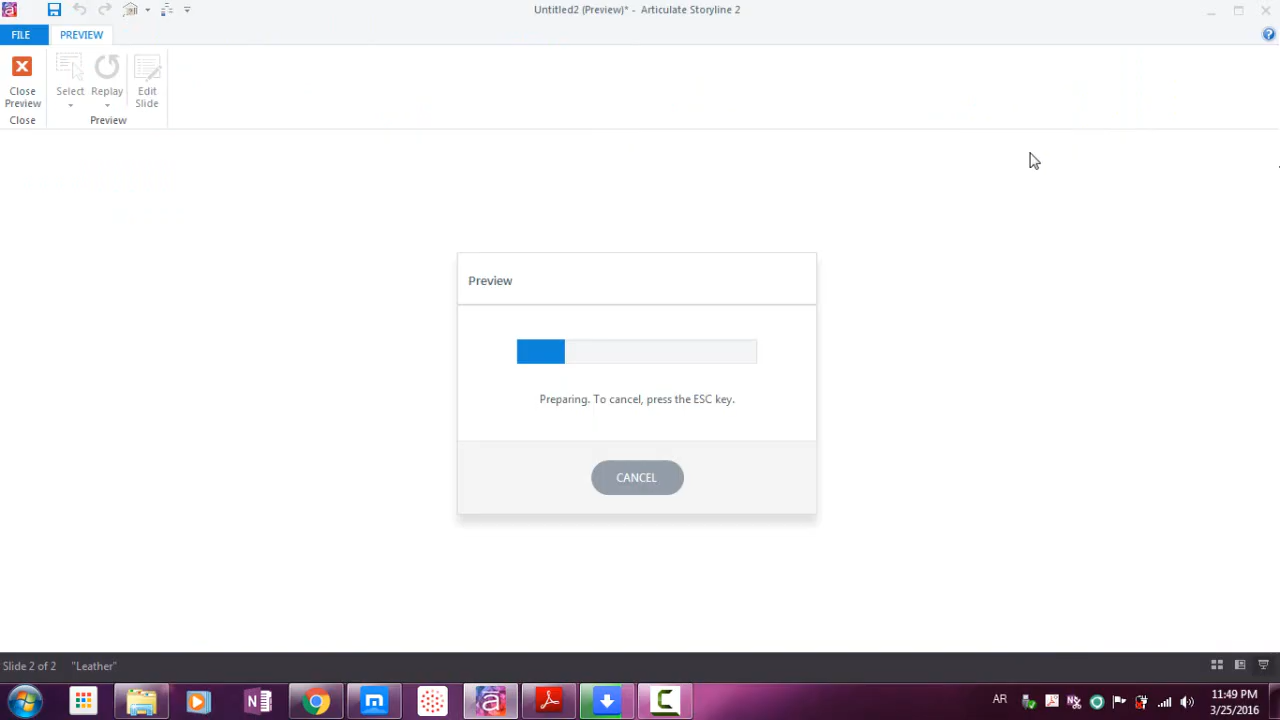 Untitled2 (Preview)* - Articulate Storyline 2
FILE
PREVIEW
Close Preview
Select
Replay
Edit Slide
Close
Preview
Preview
Preparing. To cancel, press the ESC key.
CANCEL
Slide 2 of 2
"Leather"
AR
11:49 PM
3/25/2016